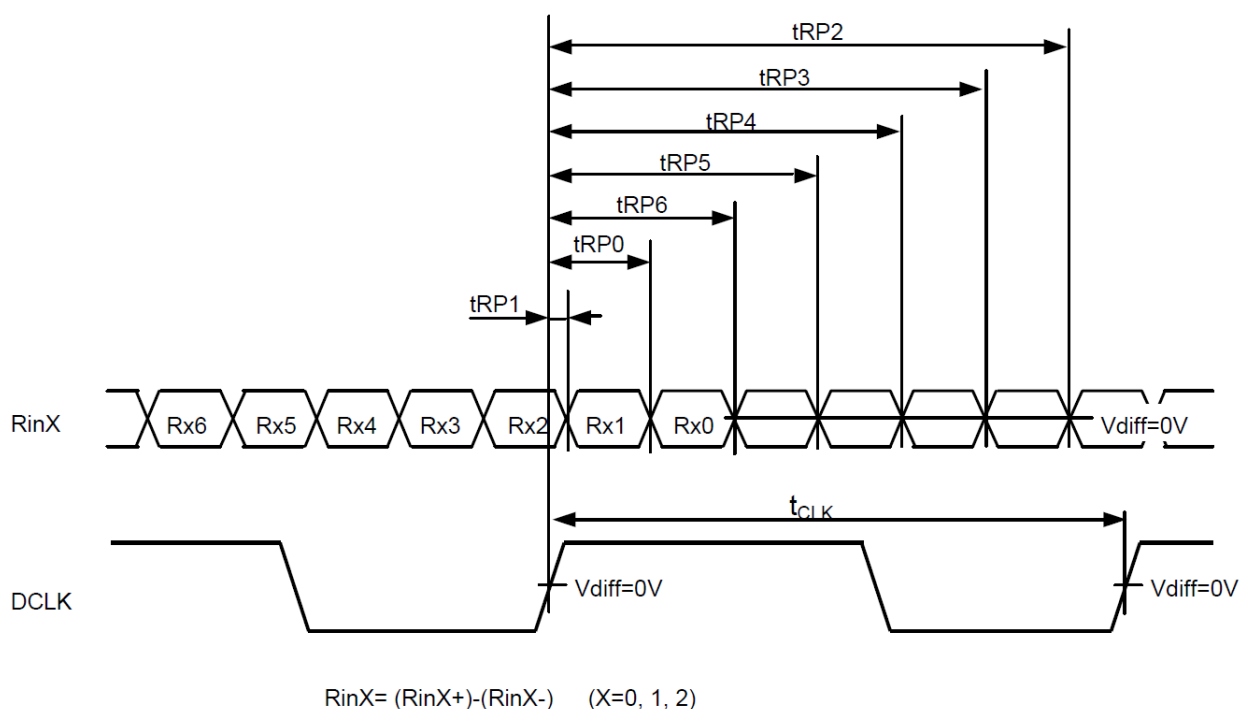 tRP2
tRP3
tRP4
tRP5
tRP6
tRP0
tRP1
RinX Rx6 Rx5 Rx4 Rx3 Rx2 Rx1 Rx0 Vdiff=0V
tCLK
DCLK Vdiff=0V Vdiff=0V
RinX= (RinX+)-(RinX-) (X=0, 1, 2)